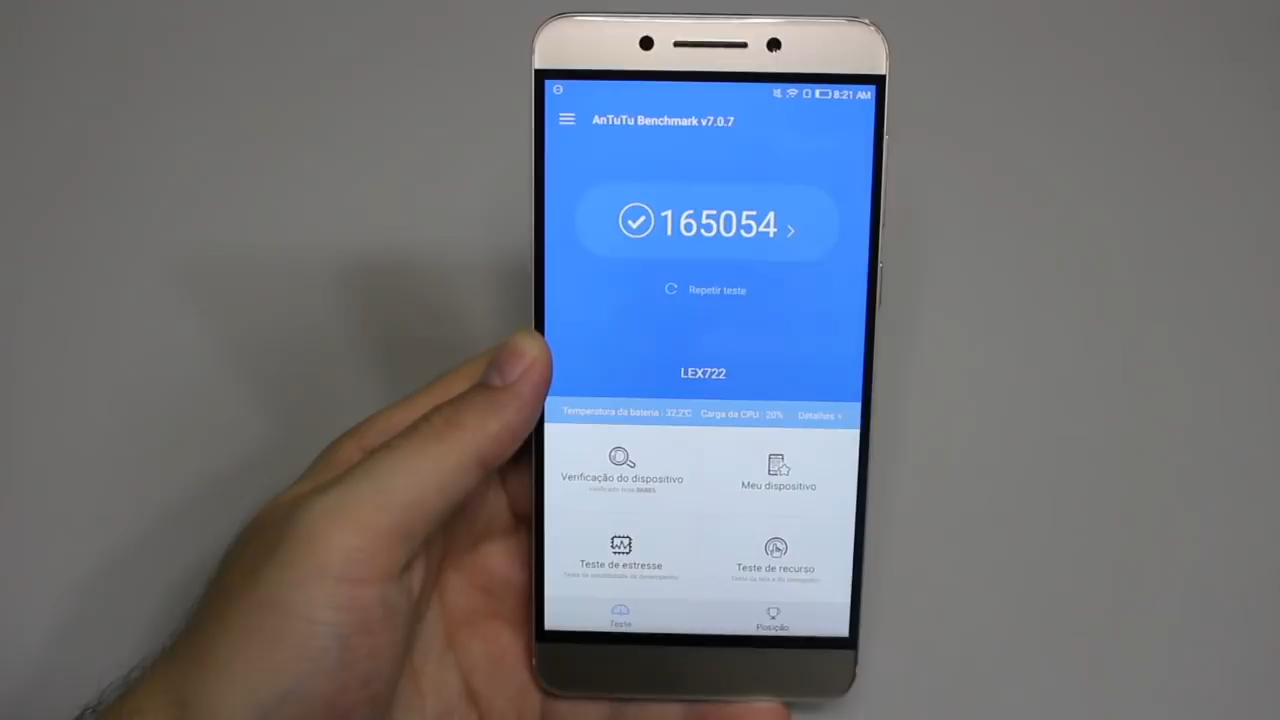 8:21 AM
AnTuTu Benchmark v7.0.7
165054
Repetir teste
LEX722
Temperatura da bateria : 32,2℃ Carga da CPU : 20% Detalhes
Verificação do dispositivo
Meu dispositivo
Teste de estresse
Teste de recurso
Teste
Posição